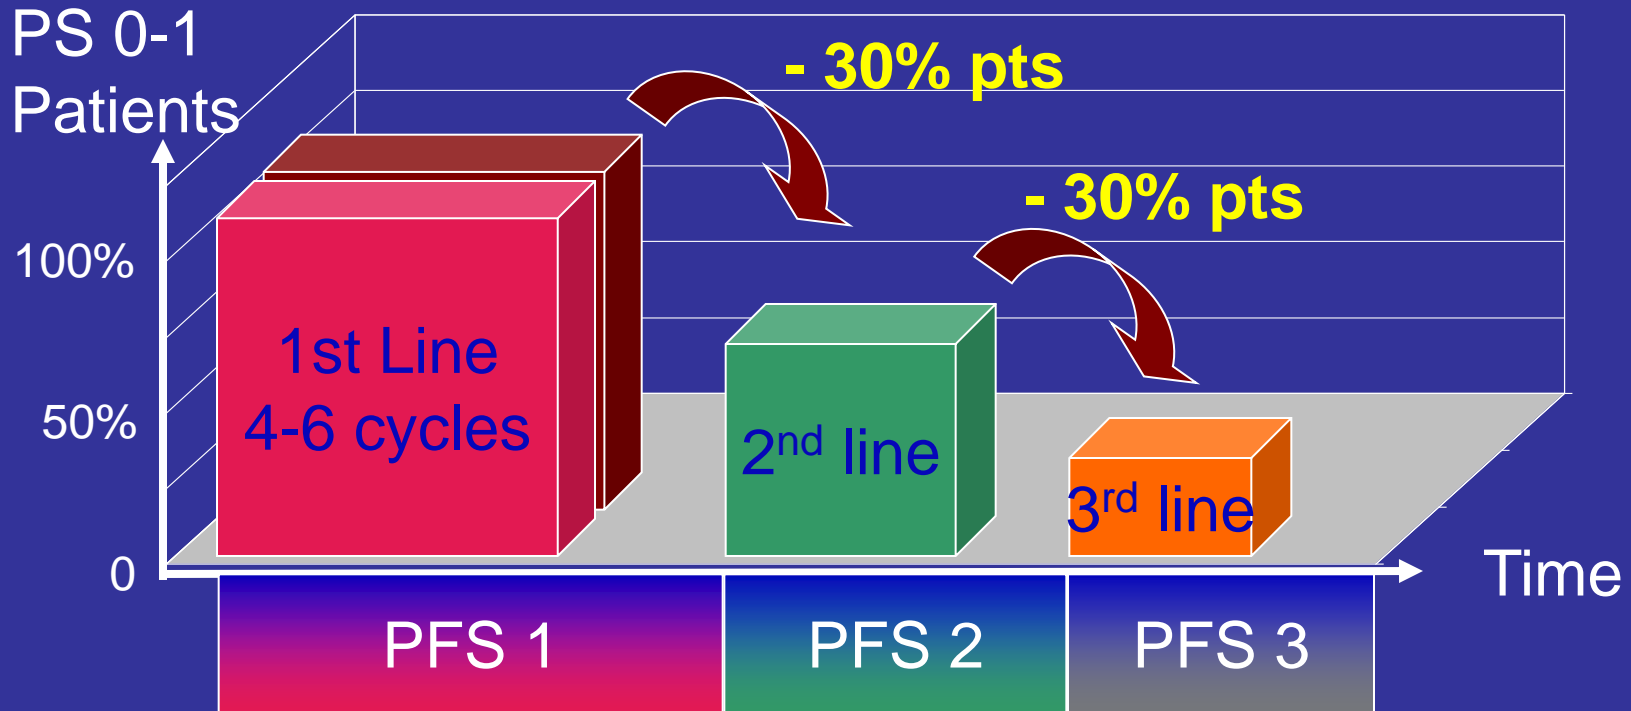 PS 0-1
Patients
- 30% pts
- 30% pts
100%
50%
0
1st Line
4-6 cycles
2nd line
3rd line
Time
PFS 1
PFS 2
PFS 3